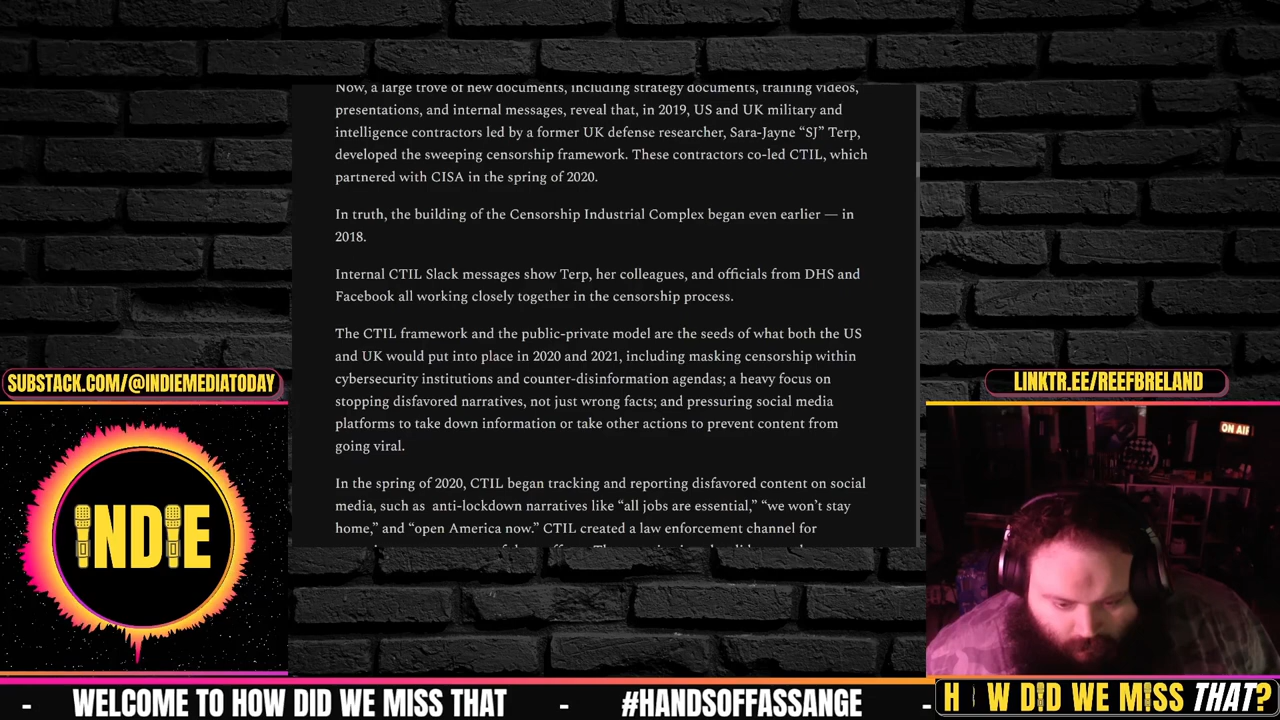 Now, a large trove of new documents, including strategy documents, training videos,
presentations, and internal messages, reveal that, in 2019, US and UK military and
intelligence contractors led by a former UK defense researcher, Sara-Jayne “SJ” Terp,
developed the sweeping censorship framework. These contractors co-led CTIL, which
partnered with CISA in the spring of 2020.
In truth, the building of the Censorship Industrial Complex began even earlier — in
2018.
Internal CTIL Slack messages show Terp, her colleagues, and officials from DHS and
Facebook all working closely together in the censorship process.
The CTIL framework and the public-private model are the seeds of what both the US
and UK would put into place in 2020 and 2021, including masking censorship within
cybersecurity institutions and counter-disinformation agendas; a heavy focus on
stopping disfavored narratives, not just wrong facts; and pressuring social media
platforms to take down information or take other actions to prevent content from
going viral.
In the spring of 2020, CTIL began tracking and reporting disfavored content on social
media, such as anti-lockdown narratives like “all jobs are essential,” “we won’t stay
home,” and “open America now.” CTIL created a law enforcement channel for
SUBSTACK.COM/@INDIEMEDIATODAY
INDIE
LINKTR.EE/REEFBRELAND
ON AIR
- WELCOME TO HOW DID WE MISS THAT - #HANDSOFFASSANGE -
HOW DID WE MISS THAT?